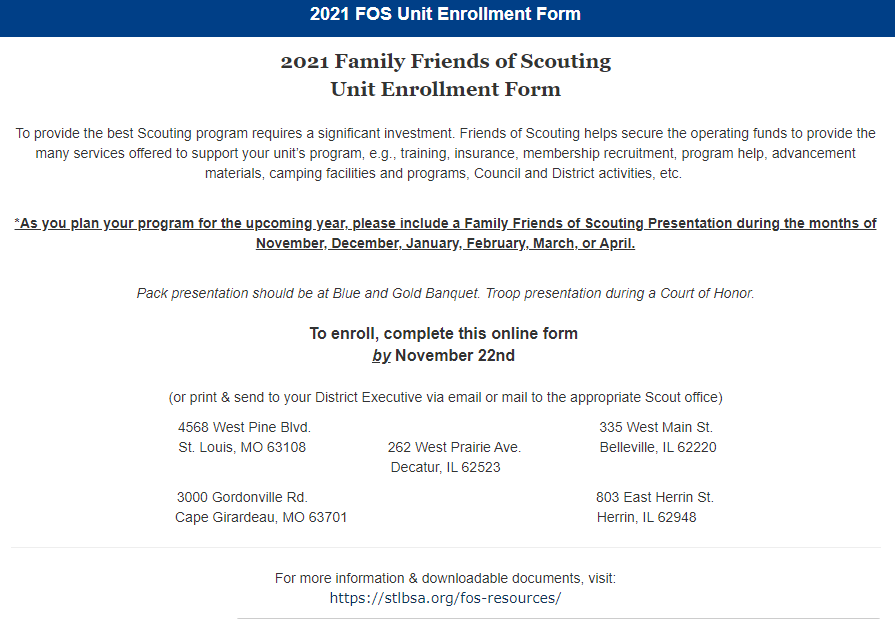 2021 FOS Unit Enrollment Form
2021 Family Friends of Scouting
Unit Enrollment Form
To provide the best Scouting program requires a significant investment. Friends of Scouting helps secure the operating funds to provide the
many services offered to support your unit's program, e.g., training, insurance, membership recruitment, program help, advancement
materials, camping facilities and programs, Council and District activities, etc.
*As you plan your program for the upcoming year, please include a Family Friends of Scouting Presentation during the months of
November, December, January, February, March, or April.
Pack presentation should be at Blue and Gold Banquet. Troop presentation during a Court of Honor.
To enroll, complete this online form
by November 22nd
(or print & send to your District Executive via email or mail to the appropriate Scout office)
4568 West Pine Blvd.
St. Louis, MO 63108
262 West Prairie Ave.
Decatur, IL 62523
335 West Main St.
Belleville, IL 62220
3000 Gordonville Rd.
Cape Girardeau, MO 63701
803 East Herrin St.
Herrin, IL 62948
For more information & downloadable documents, visit:
https://stlbsa.org/fos-resources/